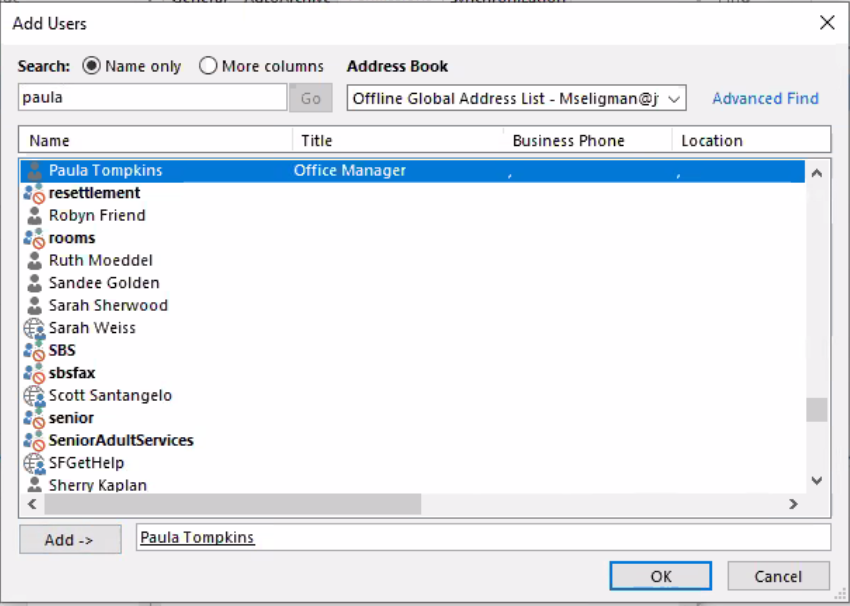 Add Users
Search: Name only More columns Address Book
paula Go Offline Global Address List - Mseligman@j Advanced Find
Name Title Business Phone Location
Paula Tompkins Office Manager , ,
resettlement
Robyn Friend
rooms
Ruth Moeddel
Sandee Golden
Sarah Sherwood
Sarah Weiss
SBS
sbsfax
Scott Santangelo
senior
SeniorAdultServices
SFGetHelp
Sherry Kaplan
Add -> Paula Tompkins
OK Cancel